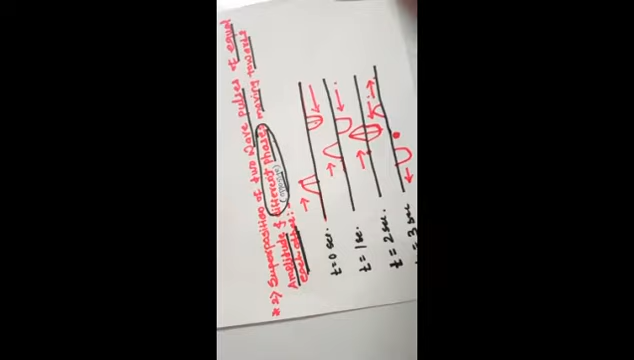 * 2) Superposition of two Wave pulses of equal
Amplitude & different phases moving towards
(opposite)
each other:-
t=0 sec.
t=1 sec.
t=2 sec.
t=3 sec